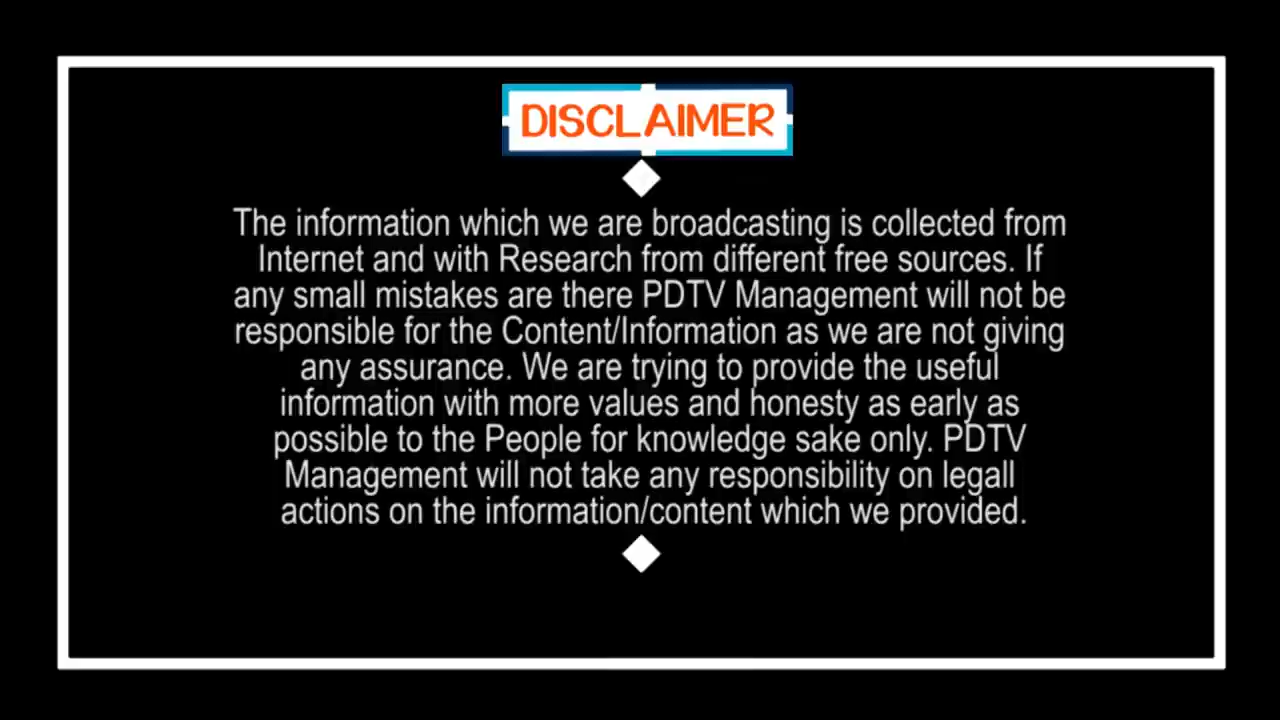 DISCLAIMER
The information which we are broadcasting is collected from
Internet and with Research from different free sources. If
any small mistakes are there PDTV Management will not be
responsible for the Content/Information as we are not giving
any assurance. We are trying to provide the useful
information with more values and honesty as early as
possible to the People for knowledge sake only. PDTV
Management will not take any responsibility on legall
actions on the information/content which we provided.